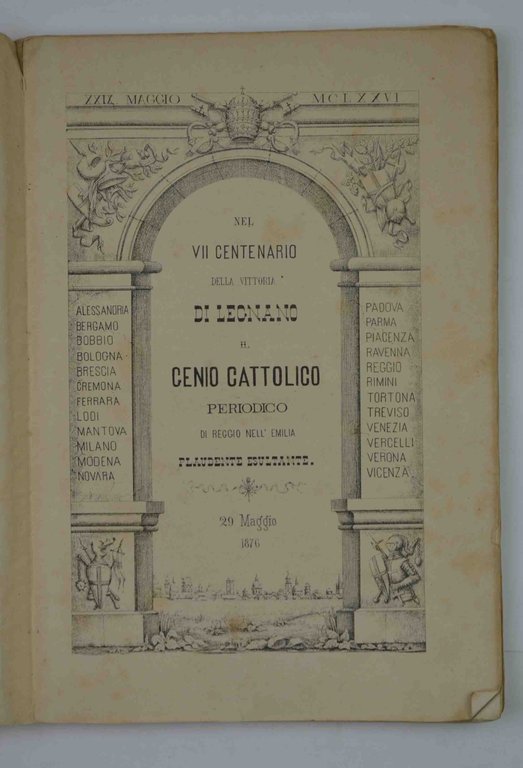 XXIX MAGGIO MCLXXVI
NEL
VII CENTENARIO
DELLA VITTORIA
DI LEGNANO
IL
GENIO CATTOLICO
PERIODICO
DI REGGIO NELL' EMILIA
PLAUDENTE ESULTANTE.
29 Maggio
1876
ALESSANDRIA
BERGAMO
BOBBIO
BOLOGNA
BRESCIA
CREMONA
FERRARA
LODI
MANTOVA
MILANO
MODENA
NOVARA
PADOVA
PARMA
PIACENZA
RAVENNA
REGGIO
RIMINI
TORTONA
TREVISO
VENEZIA
VERCELLI
VERONA
VICENZA